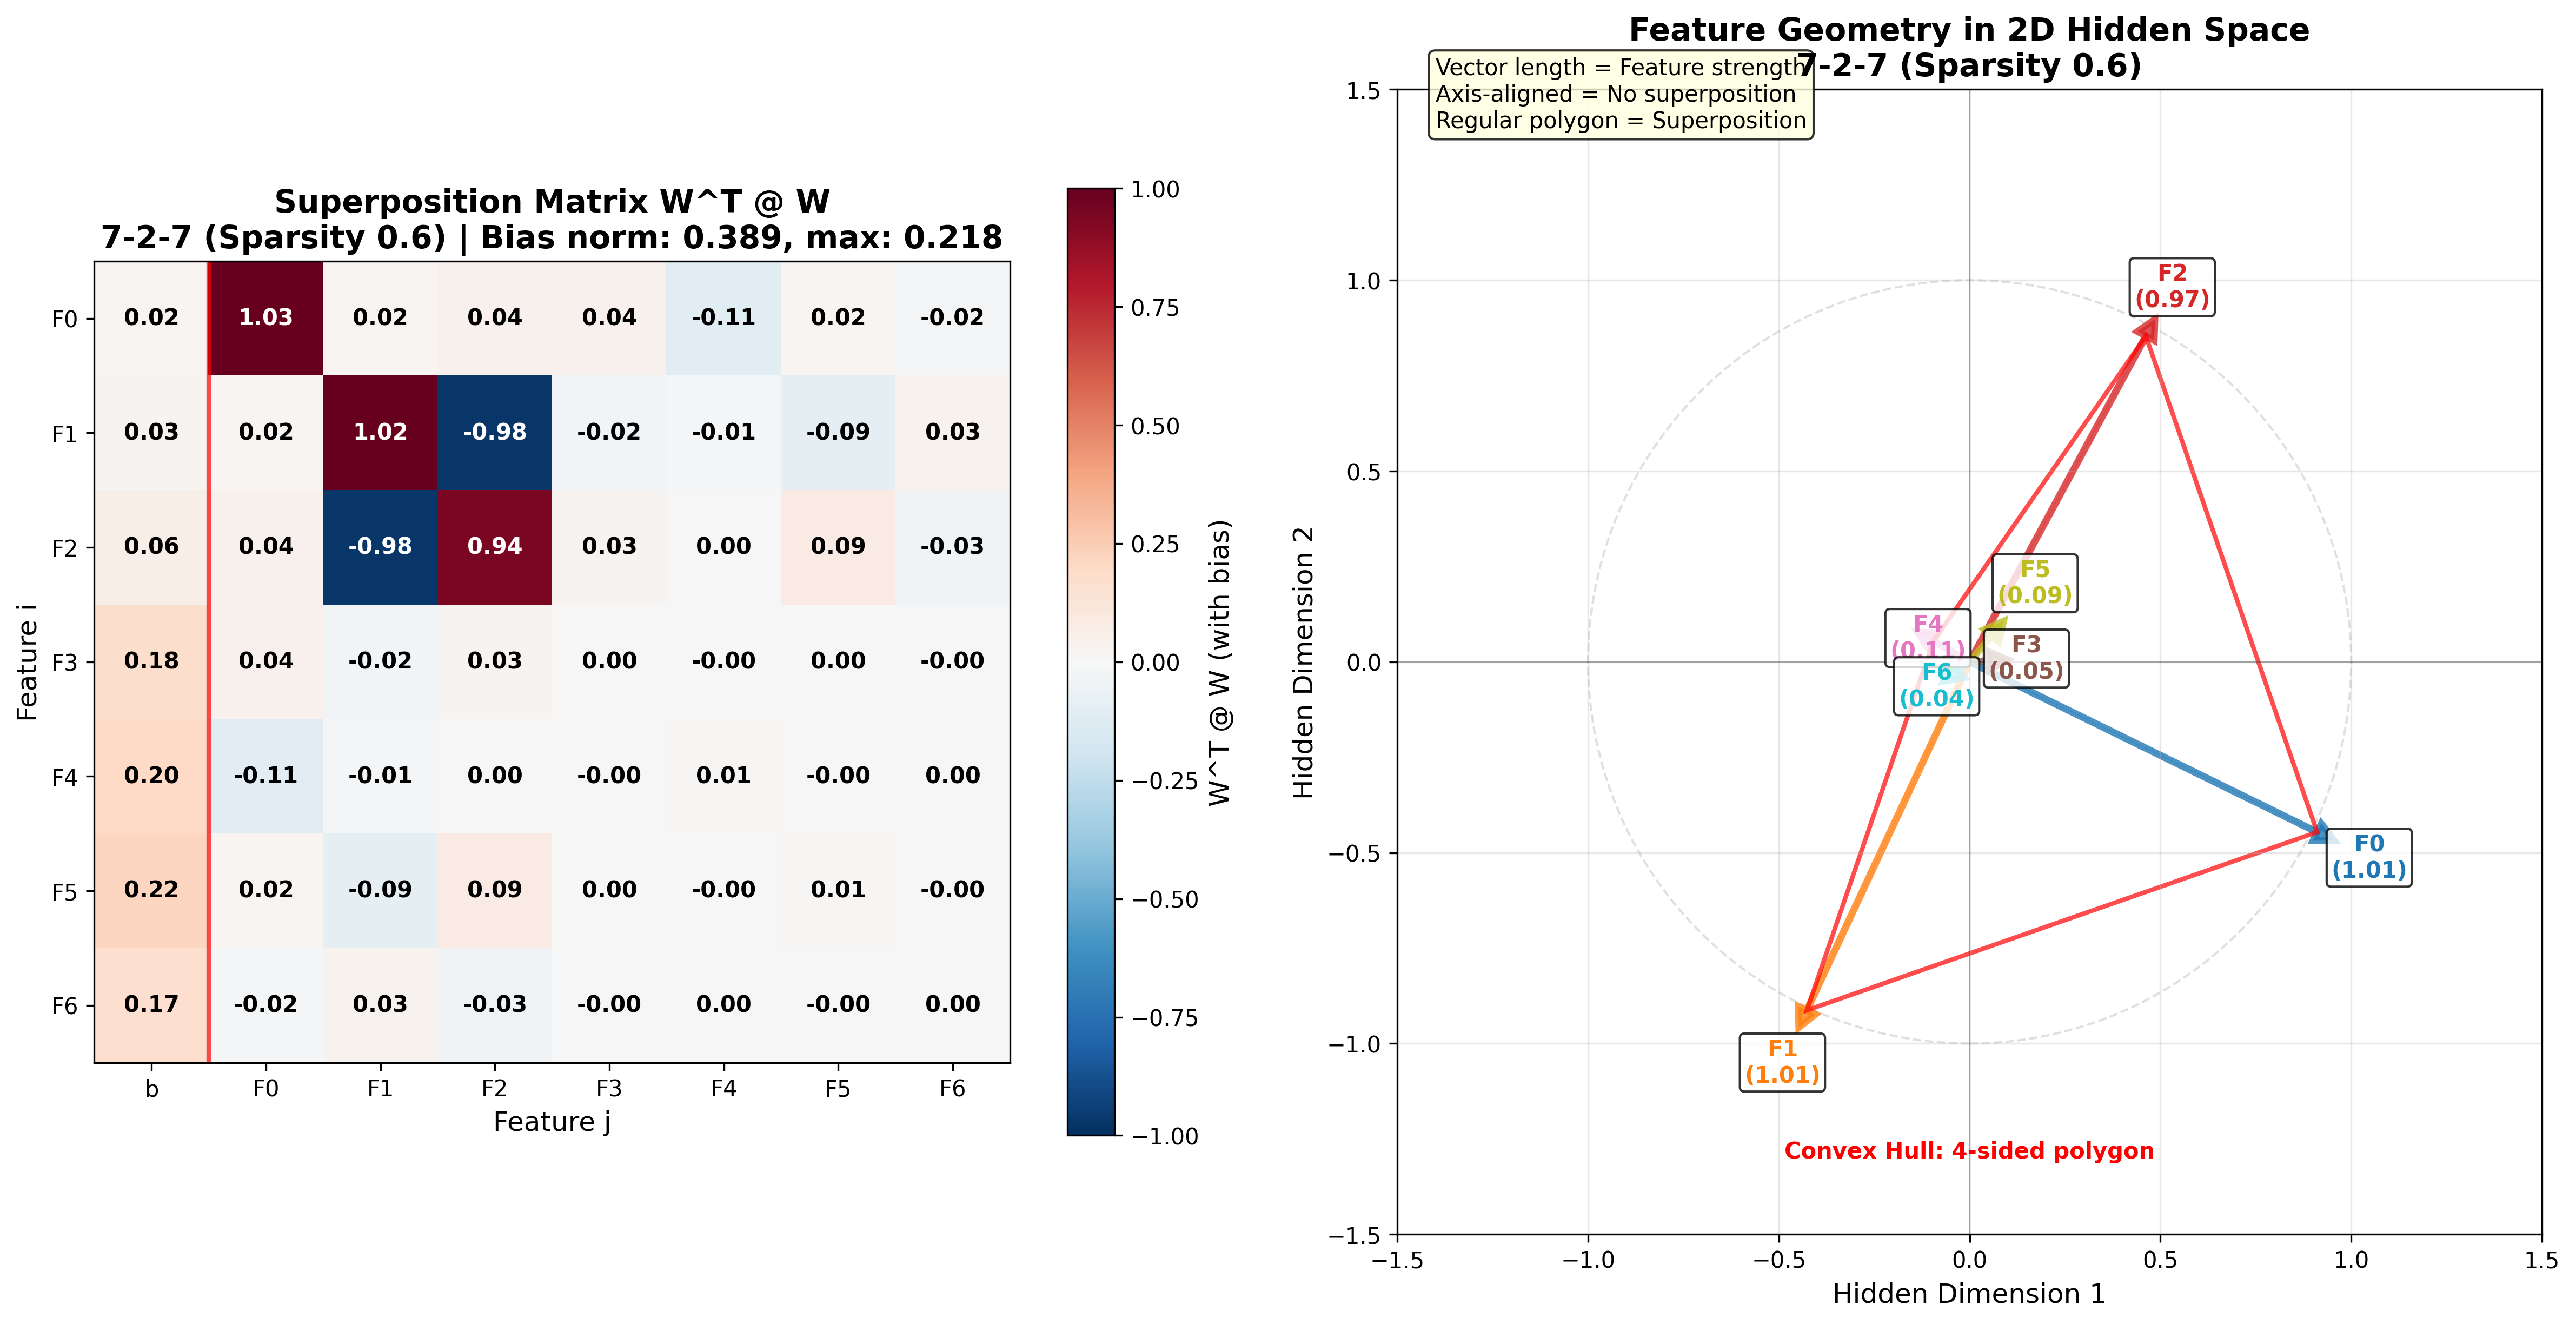 Superposition Matrix W^T @ W
7-2-7 (Sparsity 0.6) | Bias norm: 0.389, max: 0.218
F0 0.02 1.03 0.02 0.04 0.04 -0.11 0.02 -0.02
F1 0.03 0.02 1.02 -0.98 -0.02 -0.01 -0.09 0.03
F2 0.06 0.04 -0.98 0.94 0.03 0.00 0.09 -0.03
F3 0.18 0.04 -0.02 0.03 0.00 -0.00 0.00 -0.00
F4 0.20 -0.11 -0.01 0.00 -0.00 0.01 -0.00 0.00
F5 0.22 0.02 -0.09 0.09 0.00 -0.00 0.01 -0.00
F6 0.17 -0.02 0.03 -0.03 -0.00 0.00 -0.00 0.00
b F0 F1 F2 F3 F4 F5 F6
Feature j
Feature i
1.00
0.75
0.50
0.25
0.00
−0.25
−0.50
−0.75
−1.00
W^T @ W (with bias)
Feature Geometry in 2D Hidden Space
7-2-7 (Sparsity 0.6)
Vector length = Feature strength
Axis-aligned = No superposition
Regular polygon = Superposition
1.5
1.0
0.5
0.0
−0.5
−1.0
−1.5
Hidden Dimension 2
F2
(0.97)
F5
(0.09)
F4
(0.11)
F3
(0.05)
F6
(0.04)
F0
(1.01)
F1
(1.01)
Convex Hull: 4-sided polygon
−1.5 −1.0 −0.5 0.0 0.5 1.0 1.5
Hidden Dimension 1